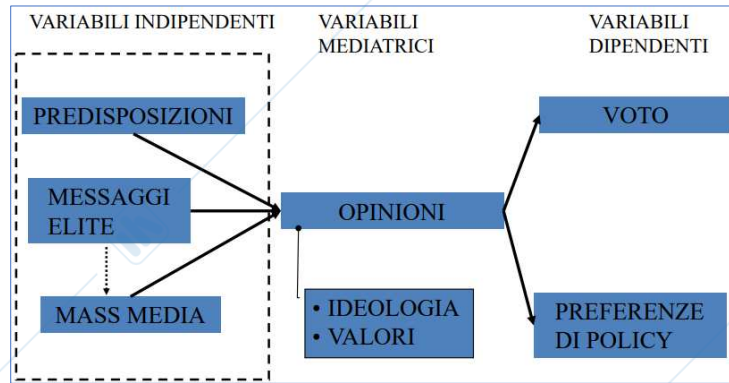 VARIABILI INDIPENDENTI
VARIABILI
MEDIATRICI
VARIABILI
DIPENDENTI
PREDISPOSIZIONI
VOTO
MESSAGGI
ELITE
OPINIONI
MASS MEDIA
• IDEOLOGIA
• VALORI
PREFERENZE
DI POLICY